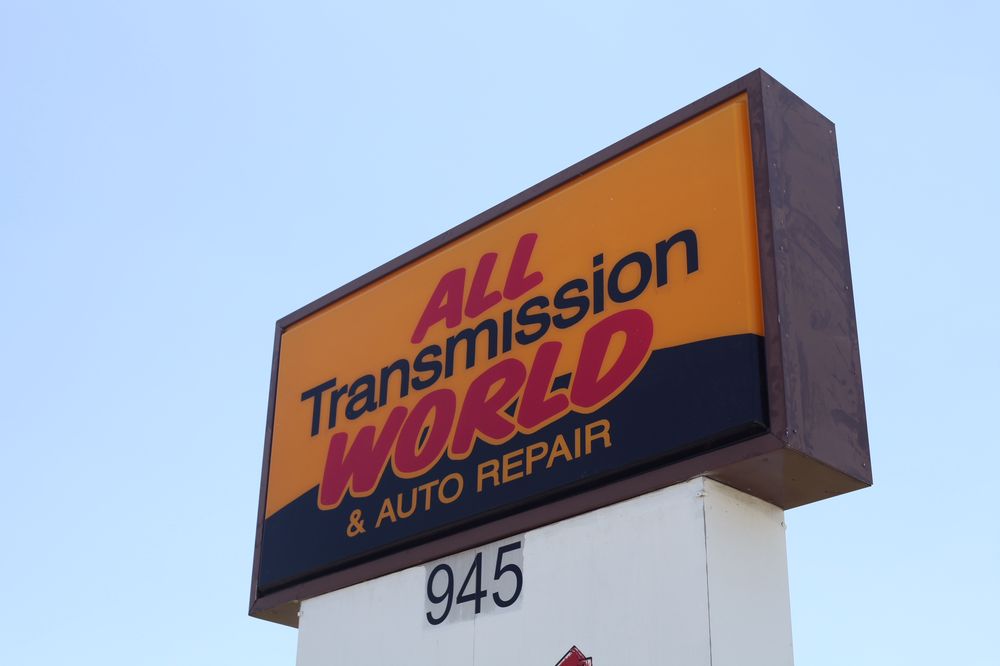 ALL
Transmission
WORLD
& AUTO REPAIR
945